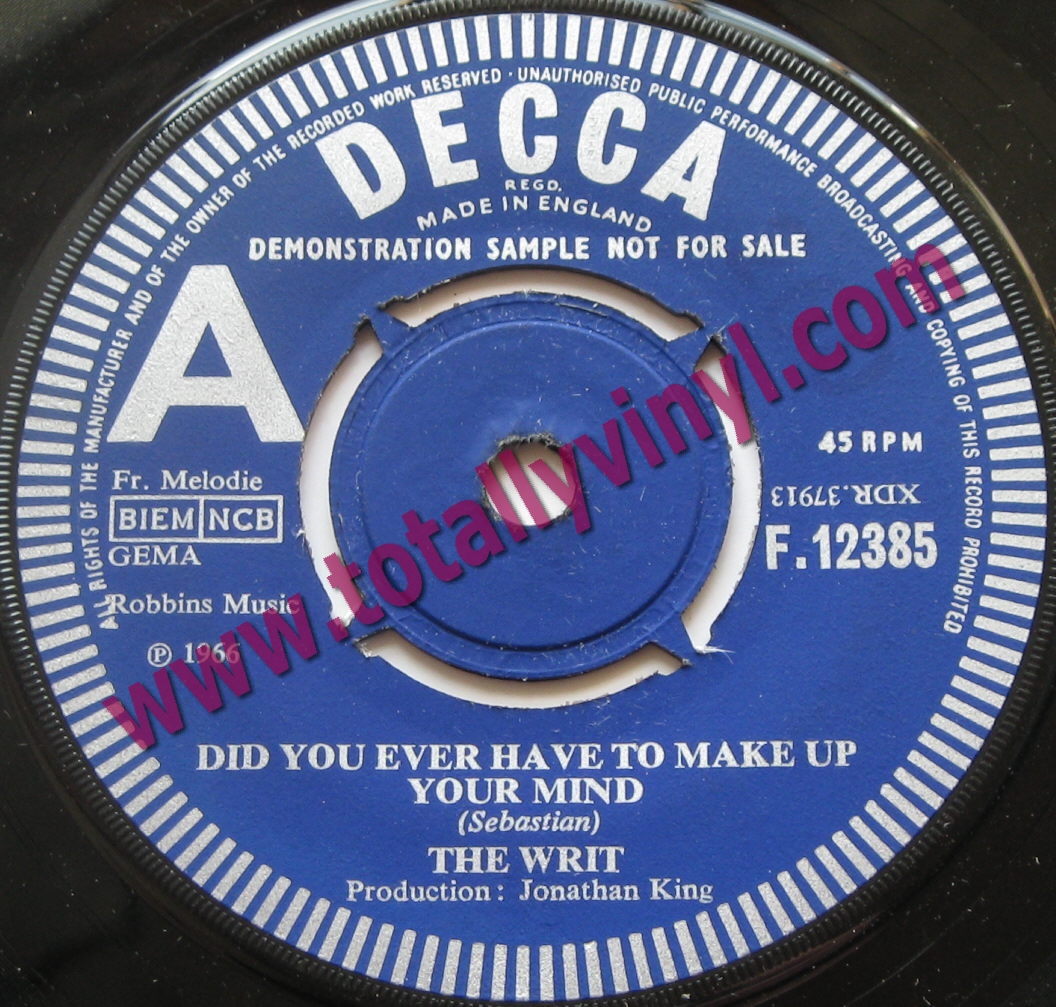 ALL RIGHTS OF THE MANUFACTURER AND OF THE OWNER OF THE RECORDED WORK RESERVED · UNAUTHORISED PUBLIC PERFORMANCE BROADCASTING AND COPYING OF THIS RECORD PROHIBITED
DECCA
REGD.
MADE IN ENGLAND
DEMONSTRATION SAMPLE NOT FOR SALE
A
45 RPM
Fr. Melodie
BIEM NCB
GEMA
XDR.37913
F.12385
Robbins Music
℗ 1966
www.totallyvinyl.com
DID YOU EVER HAVE TO MAKE UP
YOUR MIND
(Sebastian)
THE WRIT
Production : Jonathan King